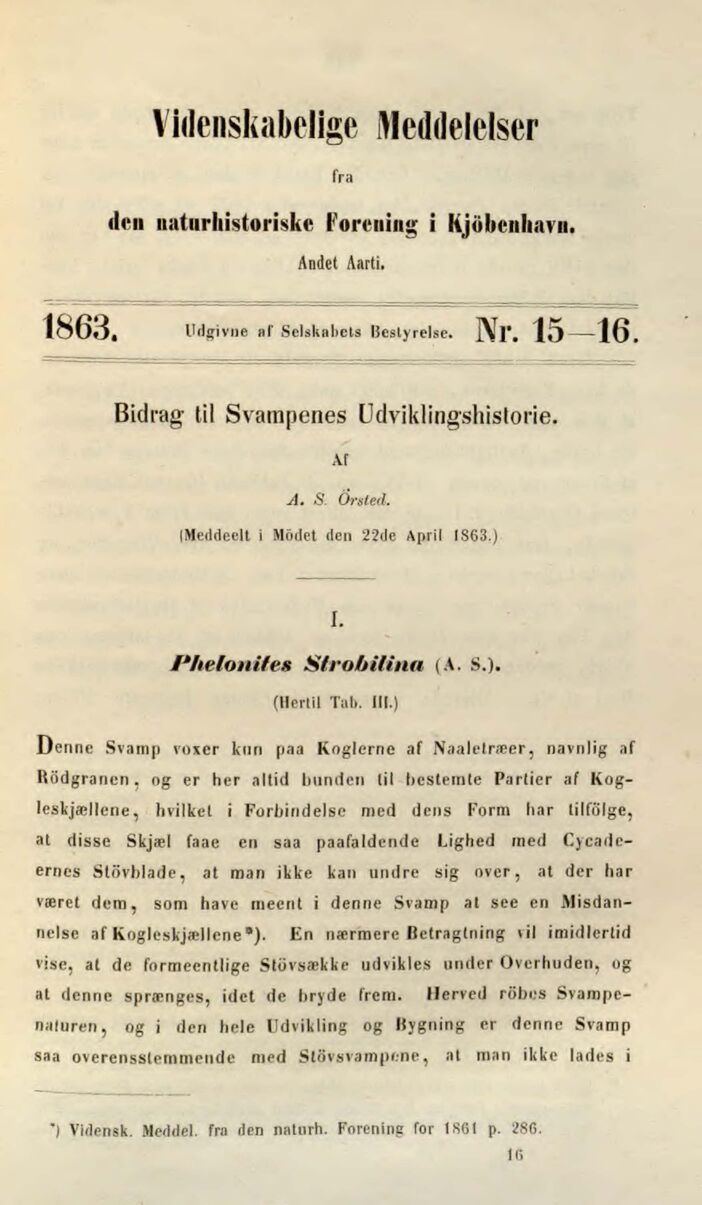 Videnskabelige Meddelelser
fra
den naturhistoriske Forening i Kjöbenhavn.
Andet Aarti.
1863. Udgivne af Selskabets Bestyrelse. Nr. 15—16.
Bidrag til Svampenes Udviklingshistorie.
Af
A. S. Örsted.
(Meddeelt i Mödet den 22de April 1863.)
I.
Phelonites Strobilina (A. S.).
(Hertil Tab. III.)
Denne Svamp voxer kun paa Koglerne af Naaletræer, navnlig af
Rödgranen, og er her altid bunden til bestemte Partier af Kog-
leskjællene, hvilket i Forbindelse med dens Form har tilfölge,
at disse Skjæl faae en saa paafaldende Lighed med Cycade-
ernes Stövblade, at man ikke kan undre sig over, at der har
været dem, som have meent i denne Svamp at see en Misdan-
nelse af Kogleskjællene*). En nærmere Betragtning vil imidlertid
vise, at de formeentlige Stövsække udvikles under Overhuden, og
at denne sprænges, idet de bryde frem. Herved röbes Svampe-
naturen, og i den hele Udvikling og Bygning er denne Svamp
saa overensstemmende med Stövsvampene, at man ikke lades i
*) Vidensk. Meddel. fra den naturh. Forening for 1861 p. 286.
16